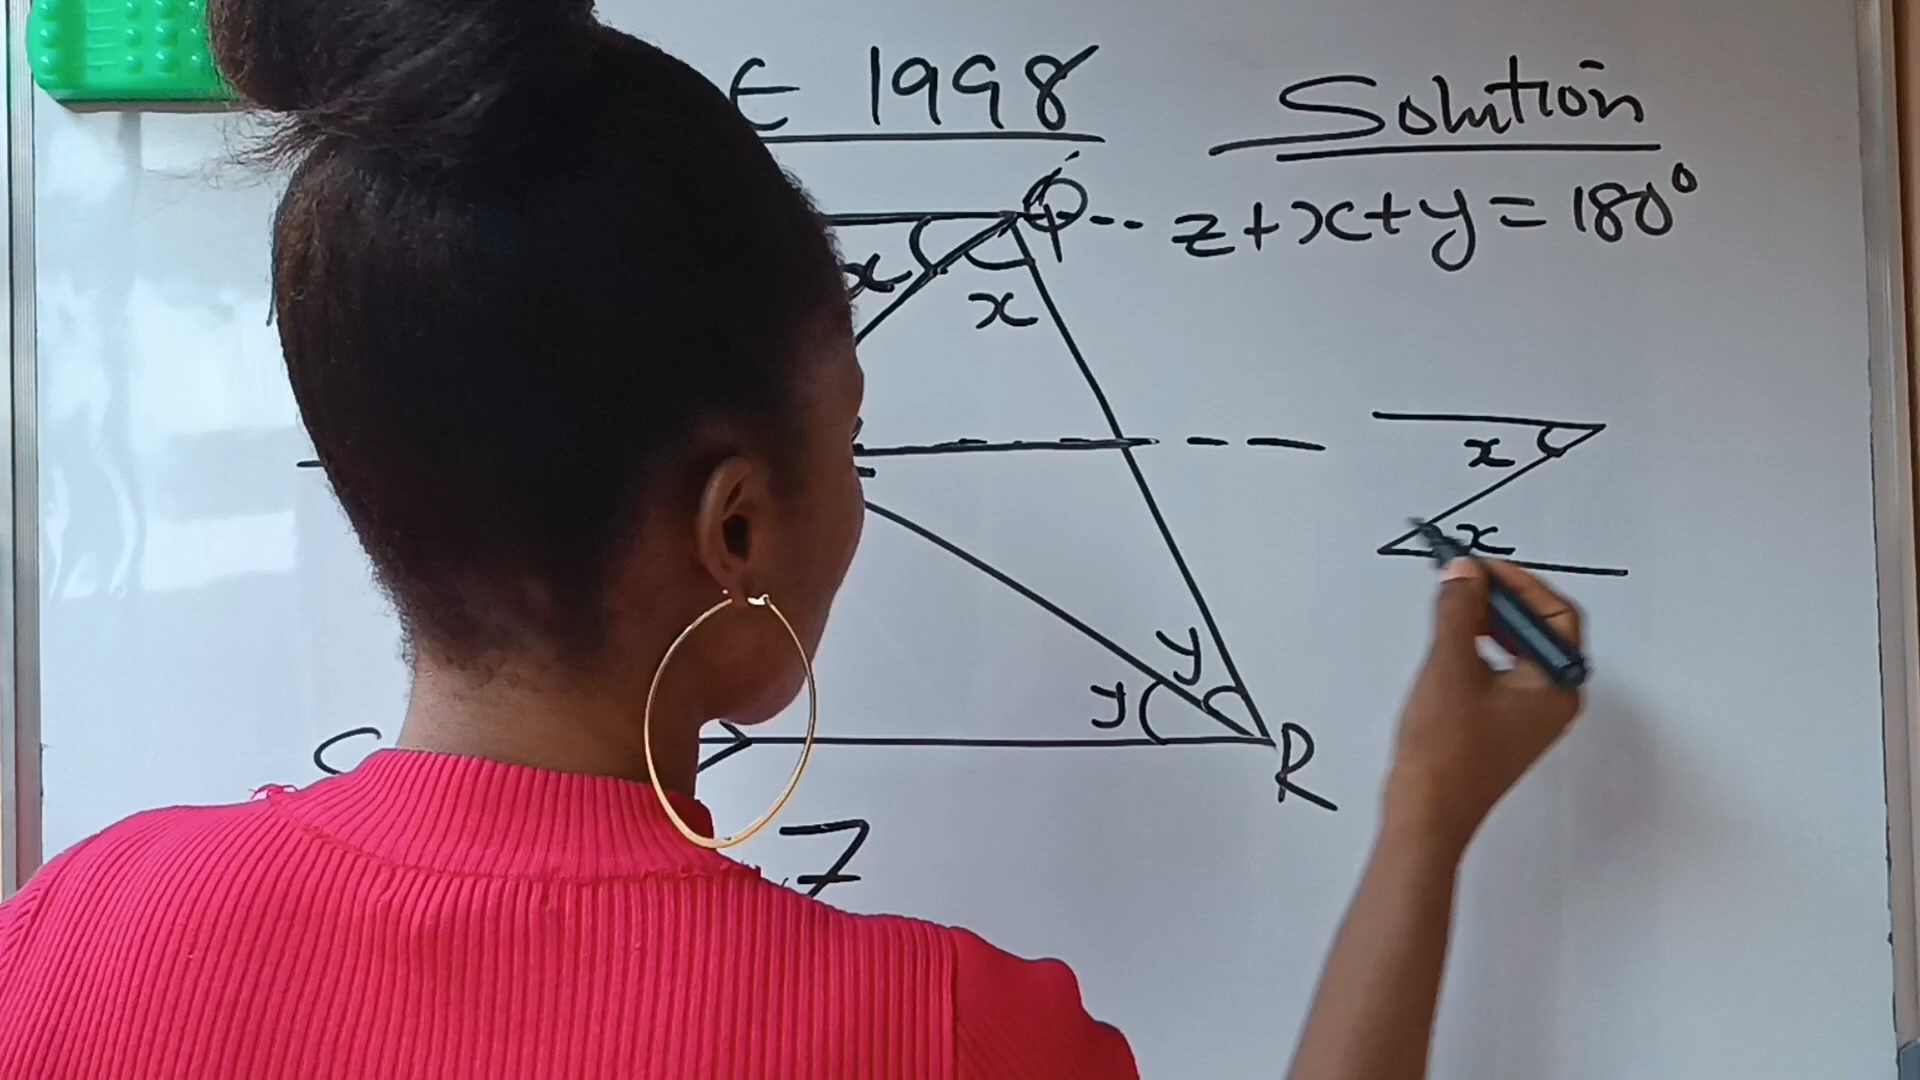 E 1998
Solution
Q
z+x+y=180°
x
x
x
x
y
y
R
Z